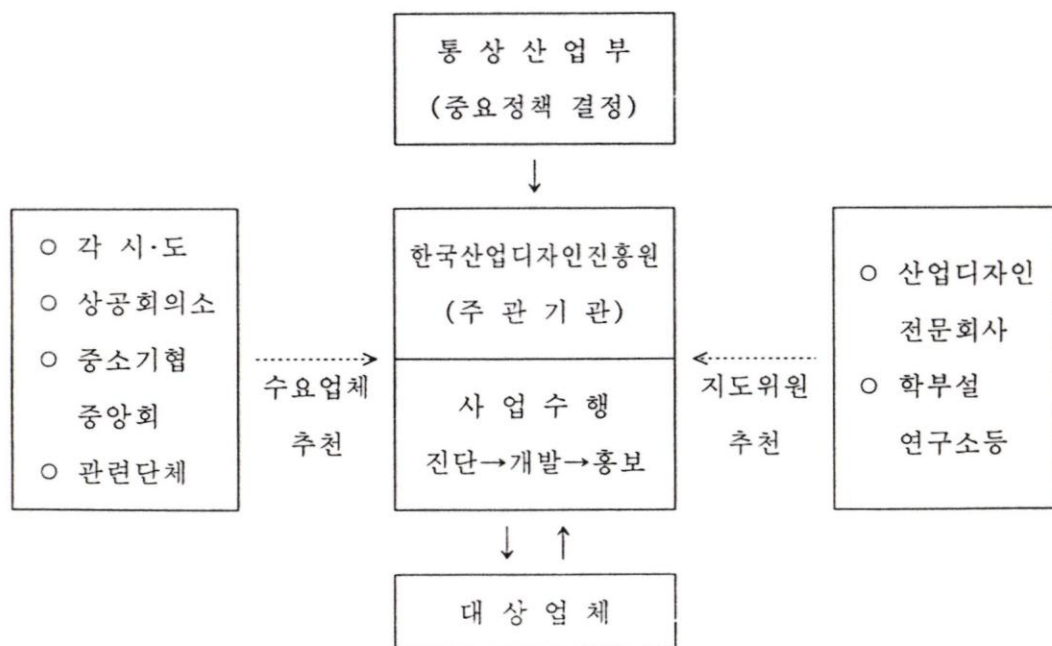 통 상 산 업 부
(중요정책 결정)
↓
○ 각 시·도
○ 상공회의소
○ 중소기협
중앙회
○ 관련단체
수요업체
추천
한국산업디자인진흥원
(주 관 기 관)
사 업 수 행
진단→개발→홍보
지도위원
추천
○ 산업디자인
전문회사
○ 학부설
연구소등
↓ ↑
대 상 업 체